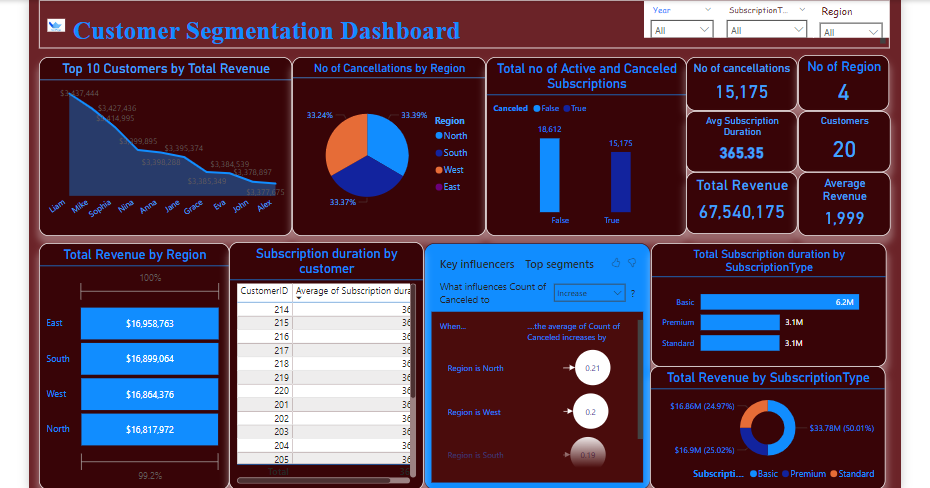 Customer Segmentation Dashboard
Year
SubscriptionT...
Region
All
All
All
Top 10 Customers by Total Revenue
$3,437,444
$3,427,436
$3,414,995
$3,399,895
$3,398,288
$3,395,374
$3,385,349
$3,384,539
$3,378,897
$3,377,675
Liam
Mike
Sophia
Nina
Anna
Jane
Grace
Eva
John
Alex
No of Cancellations by Region
33.24%
33.39%
33.37%
Region
North
South
West
East
Total no of Active and Canceled
Subscriptions
Canceled False True
18,612
15,175
False
True
No of cancellations
15,175
No of Region
4
Avg Subscription
Duration
365.35
Customers
20
Total Revenue
67,540,175
Average
Revenue
1,999
Total Revenue by Region
100%
East $16,958,763
South $16,899,064
West $16,864,376
North $16,817,972
99.2%
Subscription duration by
customer
CustomerID Average of Subscription dura
214 36
215 36
216 36
217 36
218 36
219 36
220 36
201 36
202 36
203 36
204 36
205 36
Total
Key influencers Top segments
What influences Count of
Canceled to
Increase
?
When...
...the average of Count of
Canceled increases by
Region is North 0.21
Region is West 0.2
Region is South 0.19
Total Subscription duration by
SubscriptionType
Basic 6.2M
Premium 3.1M
Standard 3.1M
Total Revenue by SubscriptionType
$16.86M (24.97%)
$33.78M (50.01%)
$16.9M (25.02%)
Subscripti... Basic Premium Standard